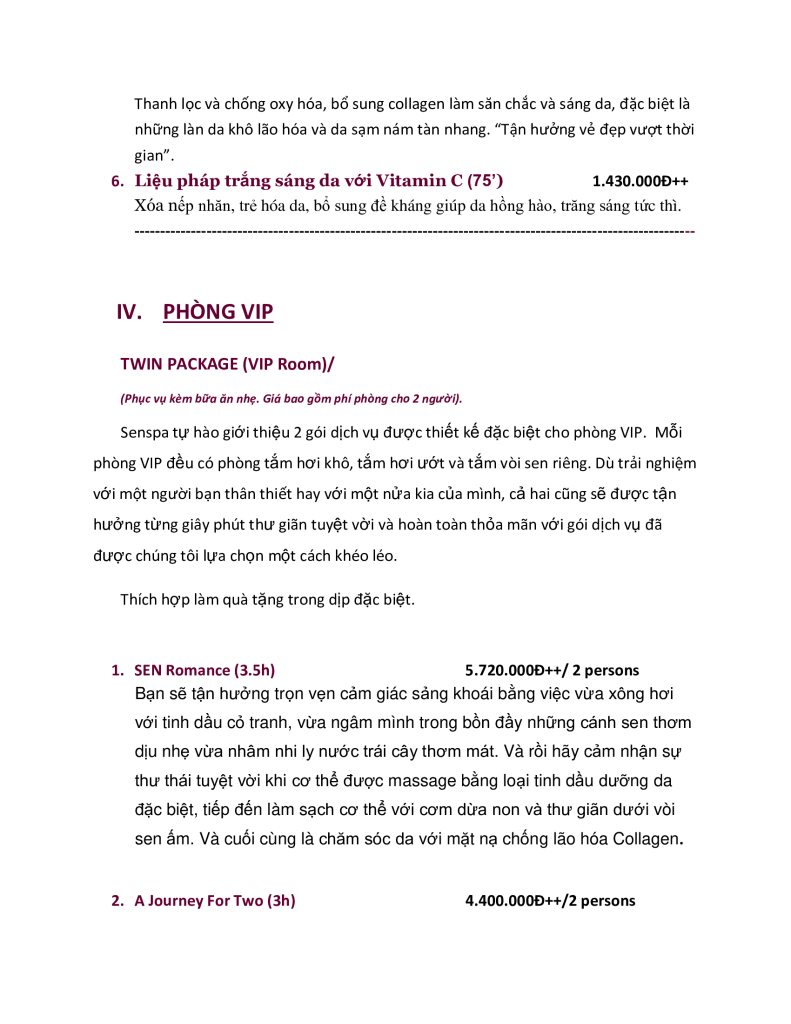 Thanh lọc và chống oxy hóa, bổ sung collagen làm săn chắc và sáng da, đặc biệt là
những làn da khô lão hóa và da sạm nám tàn nhang. “Tận hưởng vẻ đẹp vượt thời
gian”.
6. Liệu pháp trắng sáng da với Vitamin C (75’) 1.430.000Đ++
Xóa nếp nhăn, trẻ hóa da, bổ sung đề kháng giúp da hồng hào, trăng sáng tức thì.
---------------------------------------------------------------------------------------------------------------
IV. PHÒNG VIP
TWIN PACKAGE (VIP Room)/
(Phục vụ kèm bữa ăn nhẹ. Giá bao gồm phí phòng cho 2 người).
Senspa tự hào giới thiệu 2 gói dịch vụ được thiết kế đặc biệt cho phòng VIP. Mỗi
phòng VIP đều có phòng tắm hơi khô, tắm hơi ướt và tắm vòi sen riêng. Dù trải nghiệm
với một người bạn thân thiết hay với một nửa kia của mình, cả hai cũng sẽ được tận
hưởng từng giây phút thư giãn tuyệt vời và hoàn toàn thỏa mãn với gói dịch vụ đã
được chúng tôi lựa chọn một cách khéo léo.
Thích hợp làm quà tặng trong dịp đặc biệt.
1. SEN Romance (3.5h) 5.720.000Đ++/ 2 persons
Bạn sẽ tận hưởng trọn vẹn cảm giác sảng khoái bằng việc vừa xông hơi
với tinh dầu cỏ tranh, vừa ngâm mình trong bồn đầy những cánh sen thơm
dịu nhẹ vừa nhâm nhi ly nước trái cây thơm mát. Và rồi hãy cảm nhận sự
thư thái tuyệt vời khi cơ thể được massage bằng loại tinh dầu dưỡng da
đặc biệt, tiếp đến làm sạch cơ thể với cơm dừa non và thư giãn dưới vòi
sen ấm. Và cuối cùng là chăm sóc da với mặt nạ chống lão hóa Collagen.
2. A Journey For Two (3h) 4.400.000Đ++/2 persons